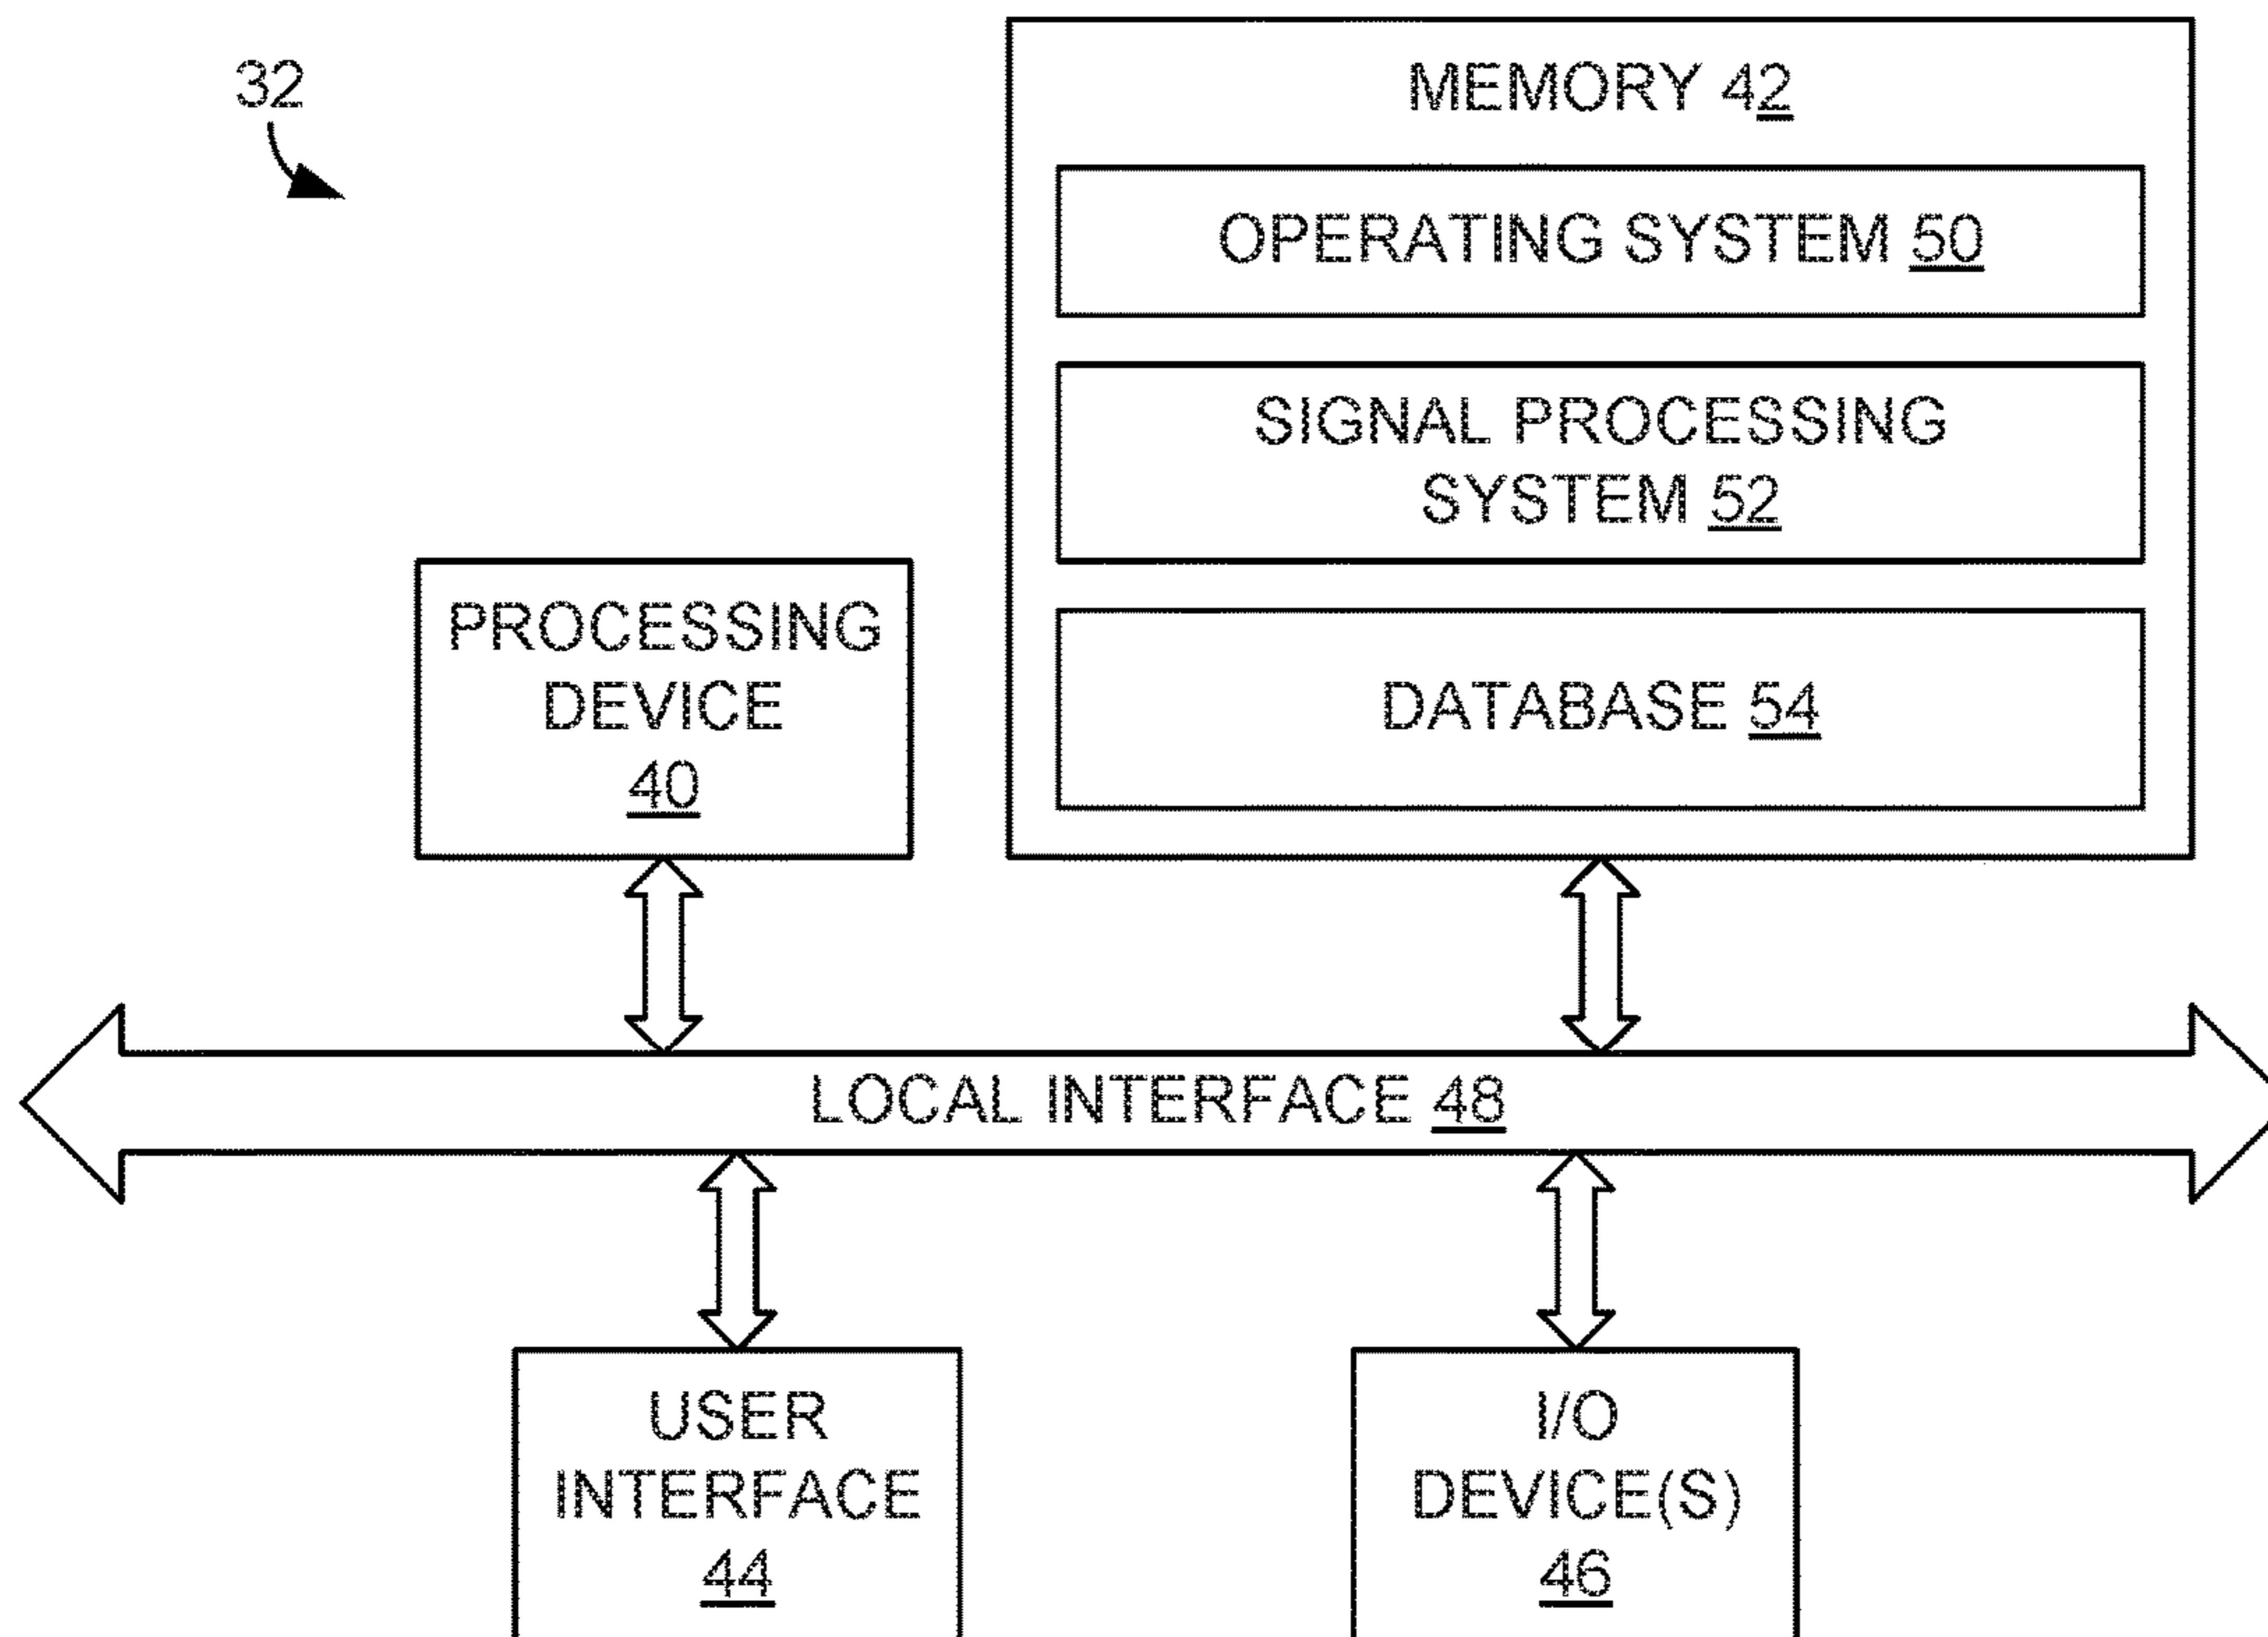 32
MEMORY 42
OPERATING SYSTEM 50
SIGNAL PROCESSING
SYSTEM 52
PROCESSING
DEVICE
40
DATABASE 54
LOCAL INTERFACE 48
USER
INTERFACE
44
I/O
DEVICE(S)
46